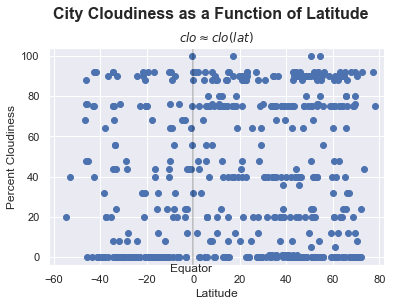 City Cloudiness as a Function of Latitude
clo ≈ clo(lat)
100
80
60
40
20
0
Percent Cloudiness
Equator
−60 −40 −20 0 20 40 60 80
Latitude